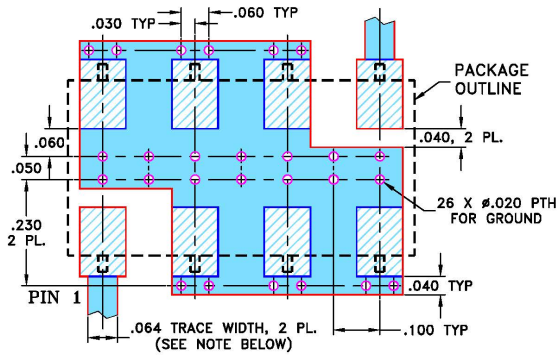 .030 TYP
.060 TYP
PACKAGE
OUTLINE
.060
.050
.040, 2 PL.
26 X ø.020 PTH
FOR GROUND
.230
2 PL.
PIN 1
.040 TYP
.064 TRACE WIDTH, 2 PL.
(SEE NOTE BELOW)
.100 TYP